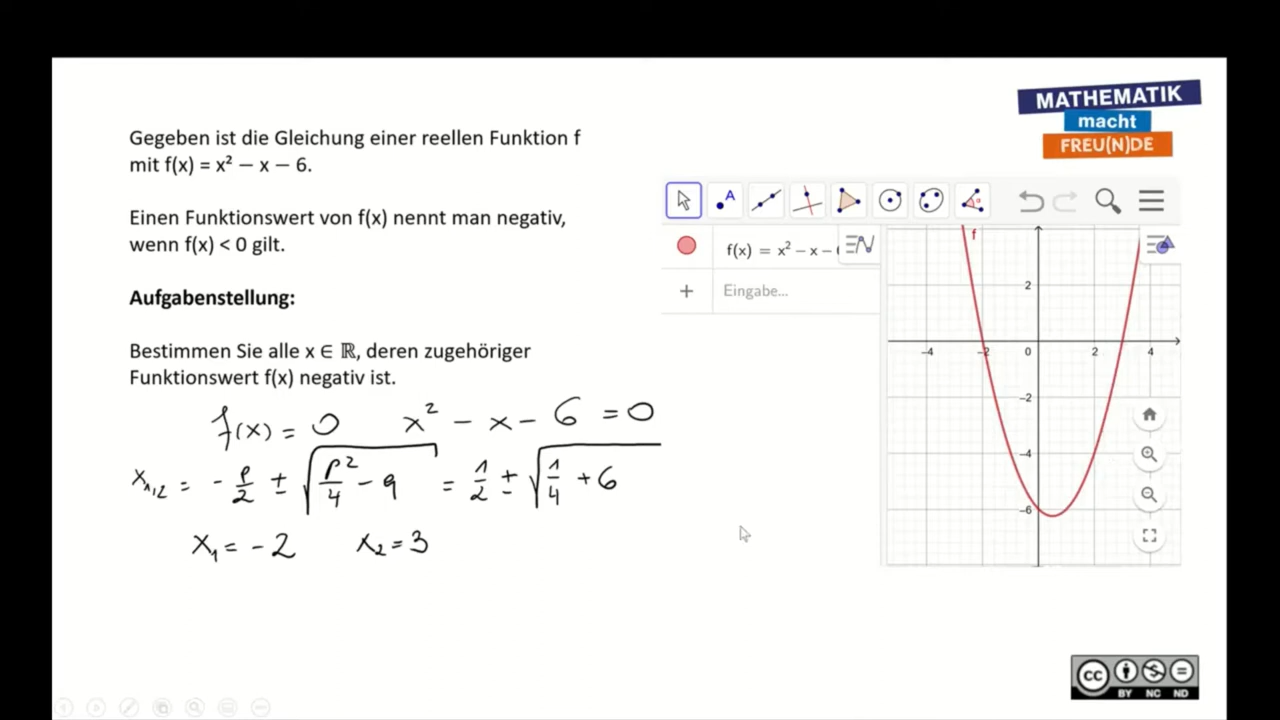 MATHEMATIK
macht
FREU(N)DE
Gegeben ist die Gleichung einer reellen Funktion f
mit f(x) = x² − x − 6.
Einen Funktionswert von f(x) nennt man negativ,
wenn f(x) < 0 gilt.
Aufgabenstellung:
Bestimmen Sie alle x ∈ ℝ, deren zugehöriger
Funktionswert f(x) negativ ist.
f(x) = 0 x² − x − 6 = 0
x₁,₂ = − p/2 ± √(p²/4 − q) = 1/2 ± √(1/4 + 6)
x₁ = −2 x₂ = 3
A
f(x) = x² − x −
Eingabe...
f
2
−4 −2 0 2 4
−2
−4
−6
cc
BY NC ND